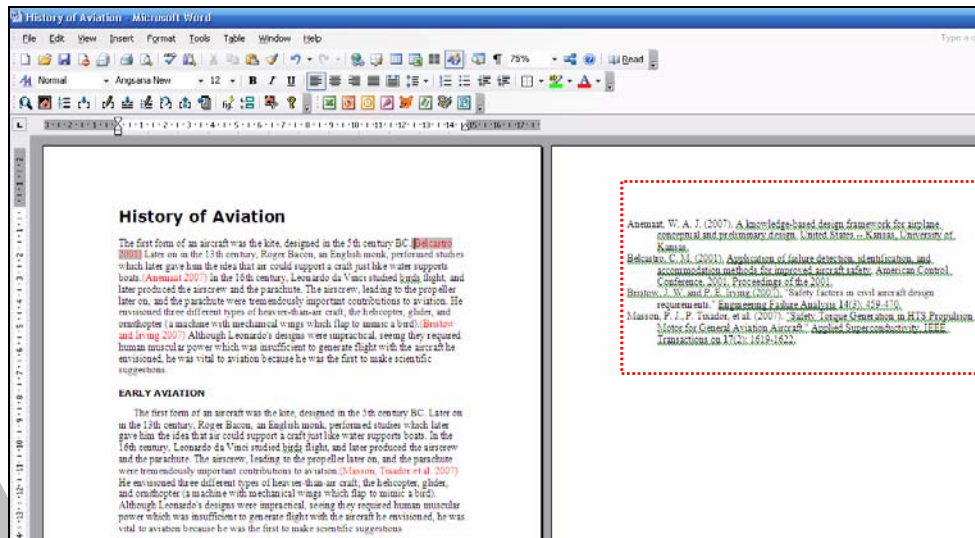 History of Aviation - Microsoft Word
File Edit View Insert Format Tools Table Window Help
Type a q
75% Read
Normal Angsana New 12 B I U
History of Aviation
The first form of an aircraft was the kite, designed in the 5th century BC. (Belcastro
2001) Later on in the 13th century, Roger Bacon, an English monk, performed studies
which later gave him the idea that air could support a craft just like water supports
boats.(Anemaat 2007) In the 16th century, Leonardo da Vinci studied birds flight, and
later produced the airscrew and the parachute. The airscrew, leading to the propeller
later on, and the parachute were tremendously important contributions to aviation. He
envisioned three different types of heavier-than-air craft; the helicopter, glider, and
ornithopter (a machine with mechanical wings which flap to mimic a bird).(Bristow
and Irving 2007) Although Leonardo's designs were impractical, seeing they required
human muscular power which was insufficient to generate flight with the aircraft he
envisioned, he was vital to aviation because he was the first to make scientific
suggestions.
EARLY AVIATION
The first form of an aircraft was the kite, designed in the 5th century BC. Later on
in the 13th century, Roger Bacon, an English monk, performed studies which later
gave him the idea that air could support a craft just like water supports boats. In the
16th century, Leonardo da Vinci studied birds flight, and later produced the airscrew
and the parachute. The airscrew, leading to the propeller later on, and the parachute
were tremendously important contributions to aviation.(Masson, Tixador et al. 2007)
He envisioned three different types of heavier-than-air craft; the helicopter, glider,
and ornithopter (a machine with mechanical wings which flap to mimic a bird).
Although Leonardo's designs were impractical, seeing they required human muscular
power which was insufficient to generate flight with the aircraft he envisioned, he was
vital to aviation because he was the first to make scientific suggestions
Anemaat, W. A. J. (2007). A knowledge-based design framework for airplane
conceptual and preliminary design. United States -- Kansas, University of
Kansas.
Belcastro, C. M. (2001). Application of failure detection, identification, and
accommodation methods for improved aircraft safety. American Control
Conference, 2001. Proceedings of the 2001.
Bristow, J. W. and P. E. Irving (2007). "Safety factors in civil aircraft design
requirements." Engineering Failure Analysis 14(3): 459-470.
Masson, P. J., P. Tixador, et al. (2007). "Safety Torque Generation in HTS Propulsion
Motor for General Aviation Aircraft." Applied Superconductivity, IEEE
Transactions on 17(2): 1619-1622.